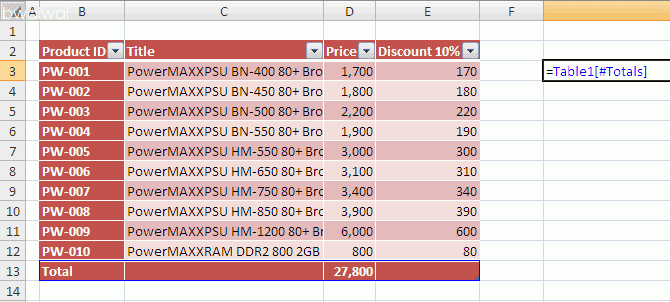 bwaiwai
A B C D E F
1
2 Product ID Title Price Discount 10%
3 PW-001 PowerMAXXPSU BN-400 80+ Bro 1,700 170 =Table1[#Totals]
4 PW-002 PowerMAXXPSU BN-450 80+ Bro 1,800 180
5 PW-003 PowerMAXXPSU BN-500 80+ Bro 2,200 220
6 PW-004 PowerMAXXPSU BN-550 80+ Bro 1,900 190
7 PW-005 PowerMAXXPSU HM-550 80+ Bro 3,000 300
8 PW-006 PowerMAXXPSU HM-650 80+ Bro 3,100 310
9 PW-007 PowerMAXXPSU HM-750 80+ Bro 3,400 340
10 PW-008 PowerMAXXPSU HM-850 80+ Bro 3,900 390
11 PW-009 PowerMAXXPSU HM-1200 80+ Bro 6,000 600
12 PW-010 PowerMAXXRAM DDR2 800 2GB 800 80
13 Total 27,800
14